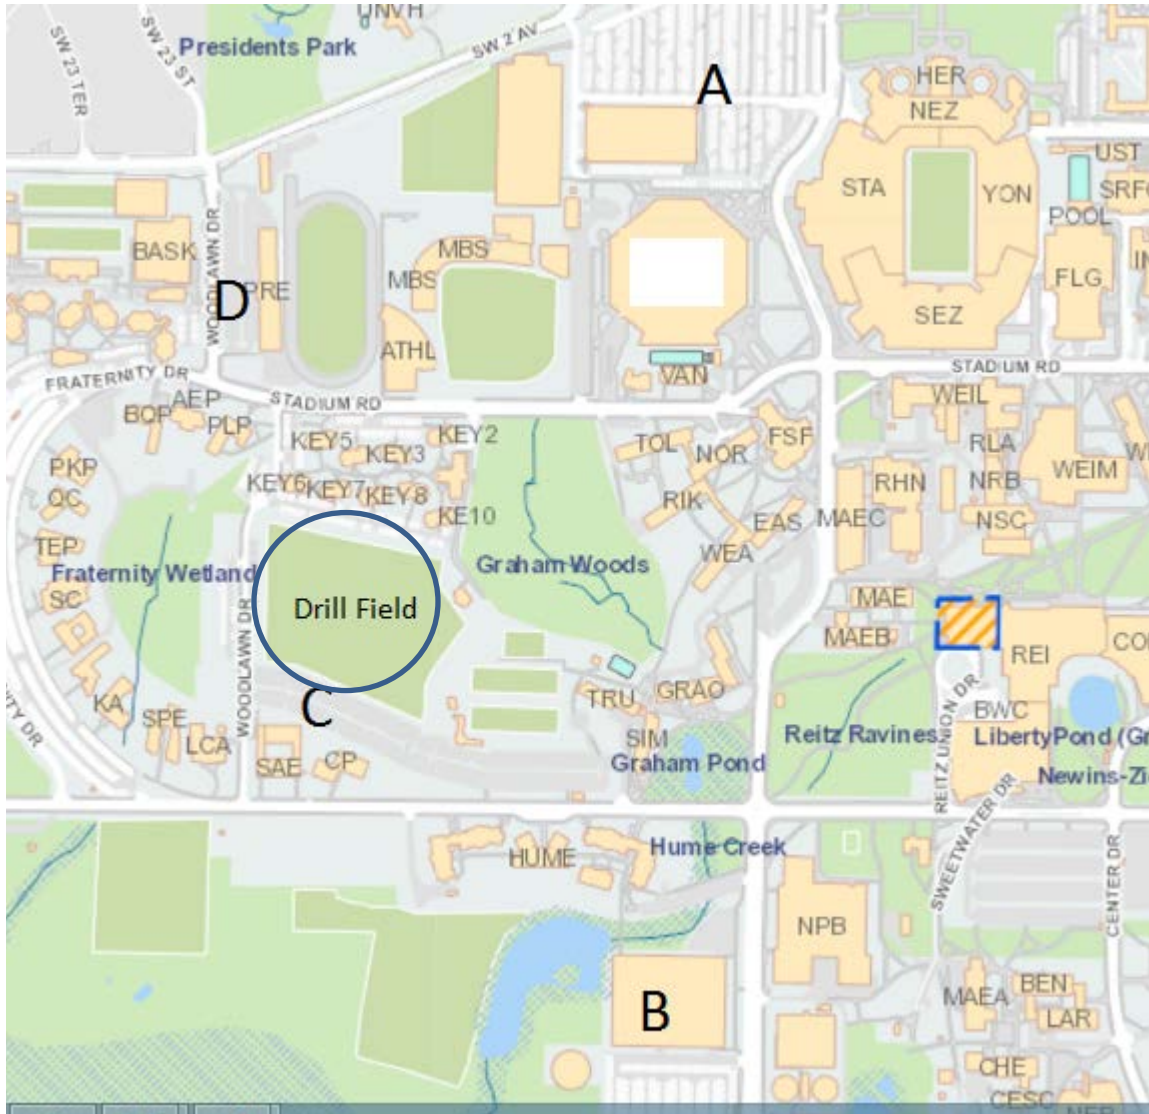 UNVH
Presidents Park
SW 23 TER
SW 23 ST
SW 2 AV
A
HER
NEZ
STA
YON
UST
SRF
POOL
FLG
SEZ
BASK
WOODLAWN DR
D
PRE
MBS
MBS
ATHL
VAN
STADIUM RD
FRATERNITY DR
STADIUM RD
AEP
BOP
PLP
KEY5
KEY3
KEY2
KEY6
KEY7
KEY8
KE10
TOL
NOR
FSF
RIK
EAS
WEA
WEIL
RLA
WEIM
RHN
NRB
MAEC
NSC
PKP
TEP
Fraternity Wetland
SC
Drill Field
Graham Woods
MAE
MAEB
REI
KA
SPE
LCA
WOODLAWN DR
C
SAE
CP
TRU
GRAO
SIM
Graham Pond
Reitz Ravines
REITZ UNION DR
BWC
LibertyPond (Gr
Newins-Zi
HUME
Hume Creek
SWEETWATER DR
CENTER DR
NPB
B
MAEA
BEN
LAR
CHE
CESC